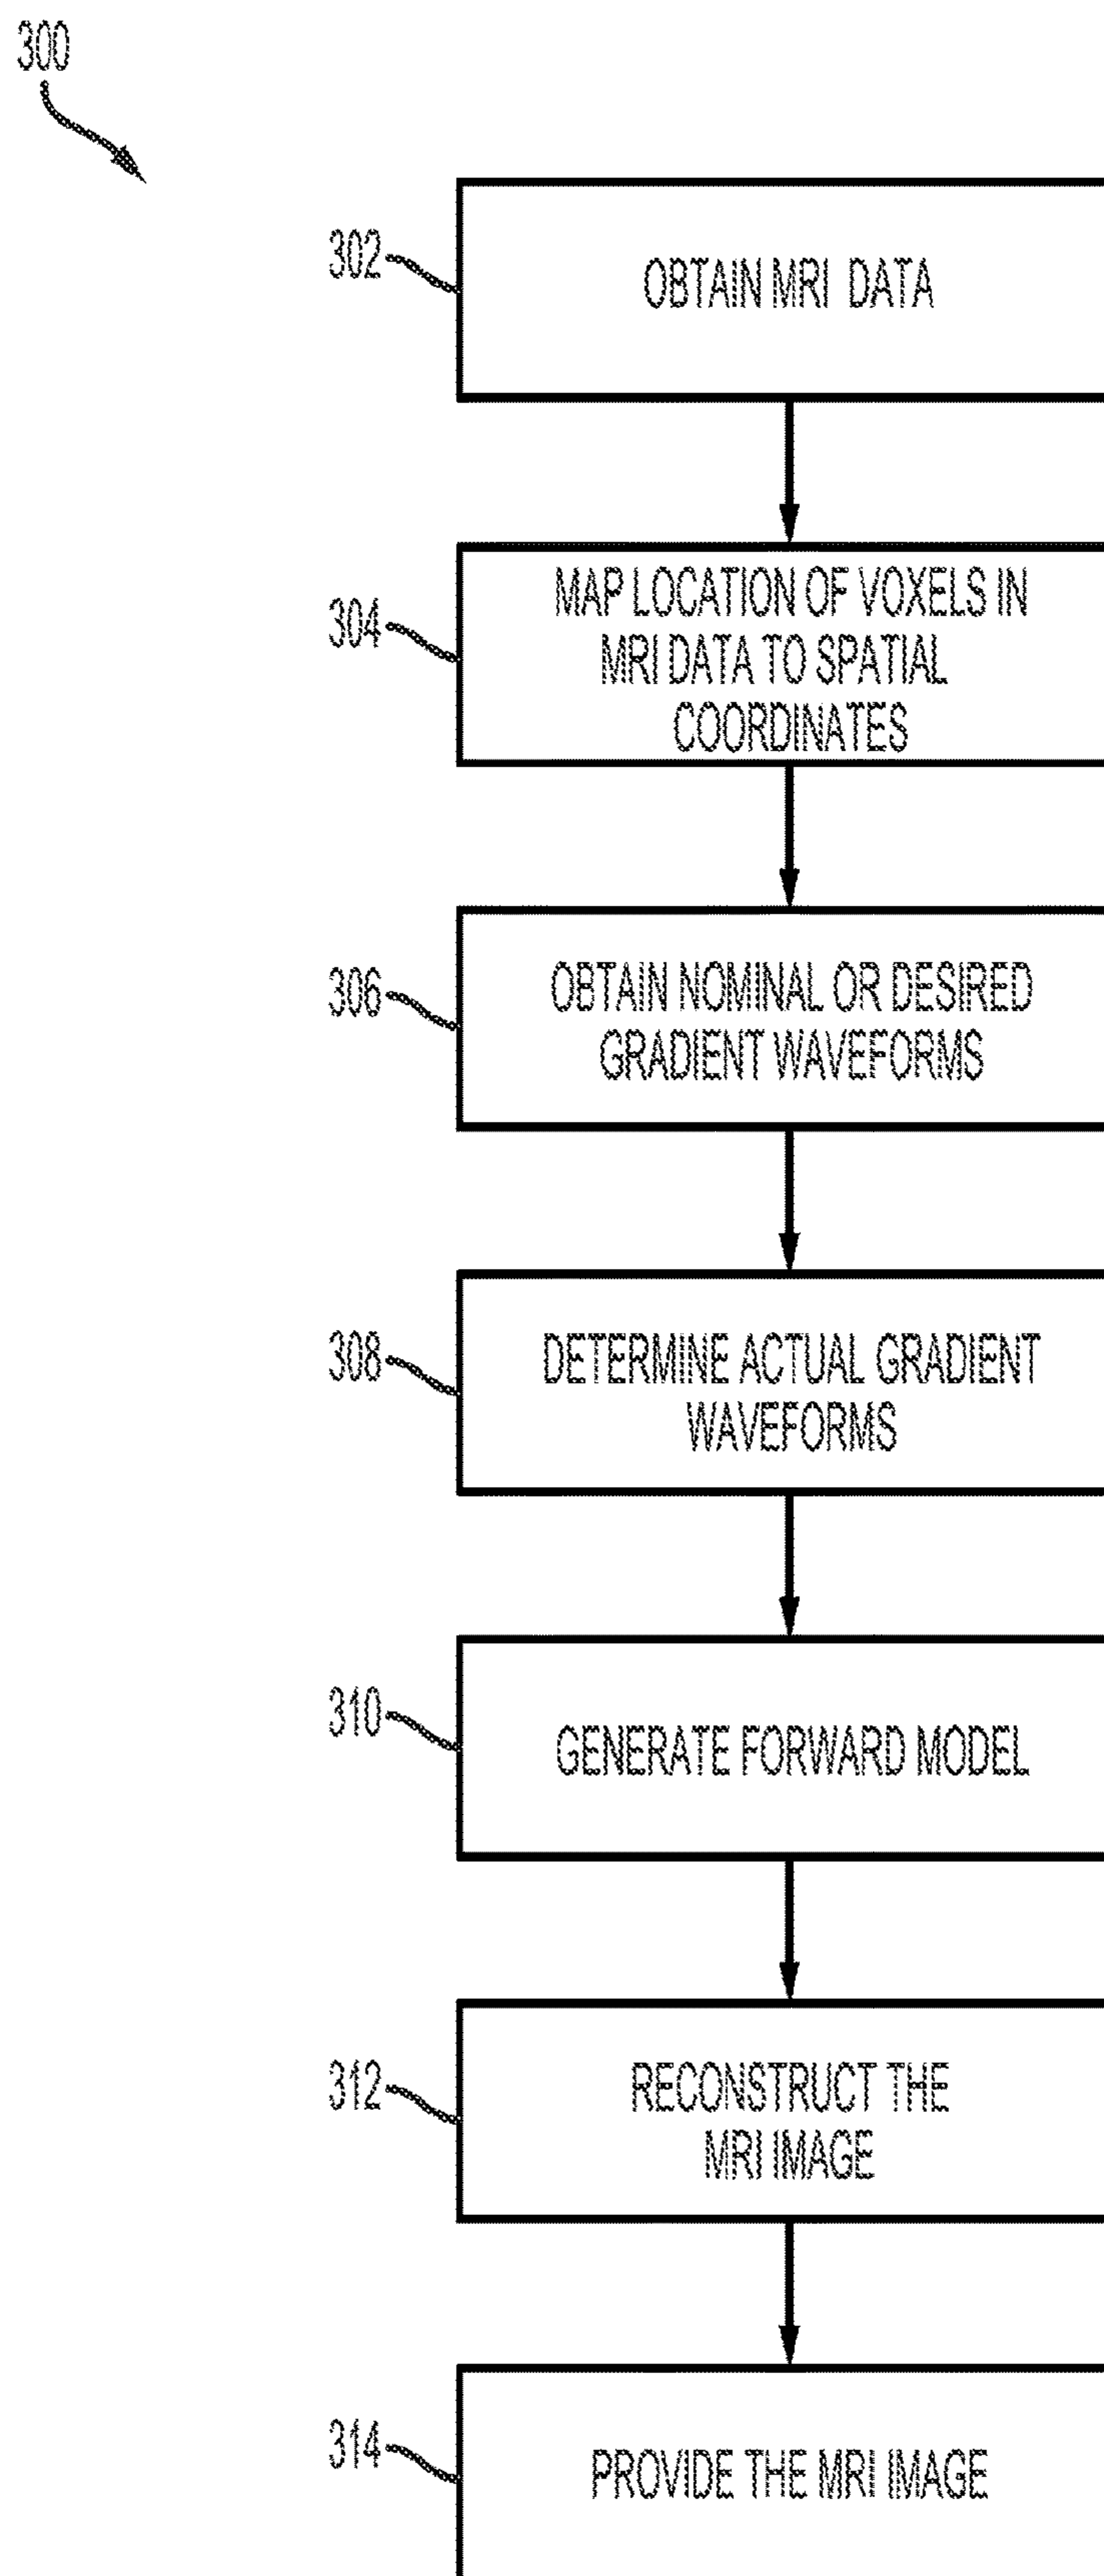 300
302
OBTAIN MRI DATA
304
MAP LOCATION OF VOXELS IN
MRI DATA TO SPATIAL
COORDINATES
306
OBTAIN NOMINAL OR DESIRED
GRADIENT WAVEFORMS
308
DETERMINE ACTUAL GRADIENT
WAVEFORMS
310
GENERATE FORWARD MODEL
312
RECONSTRUCT THE
MRI IMAGE
314
PROVIDE THE MRI IMAGE